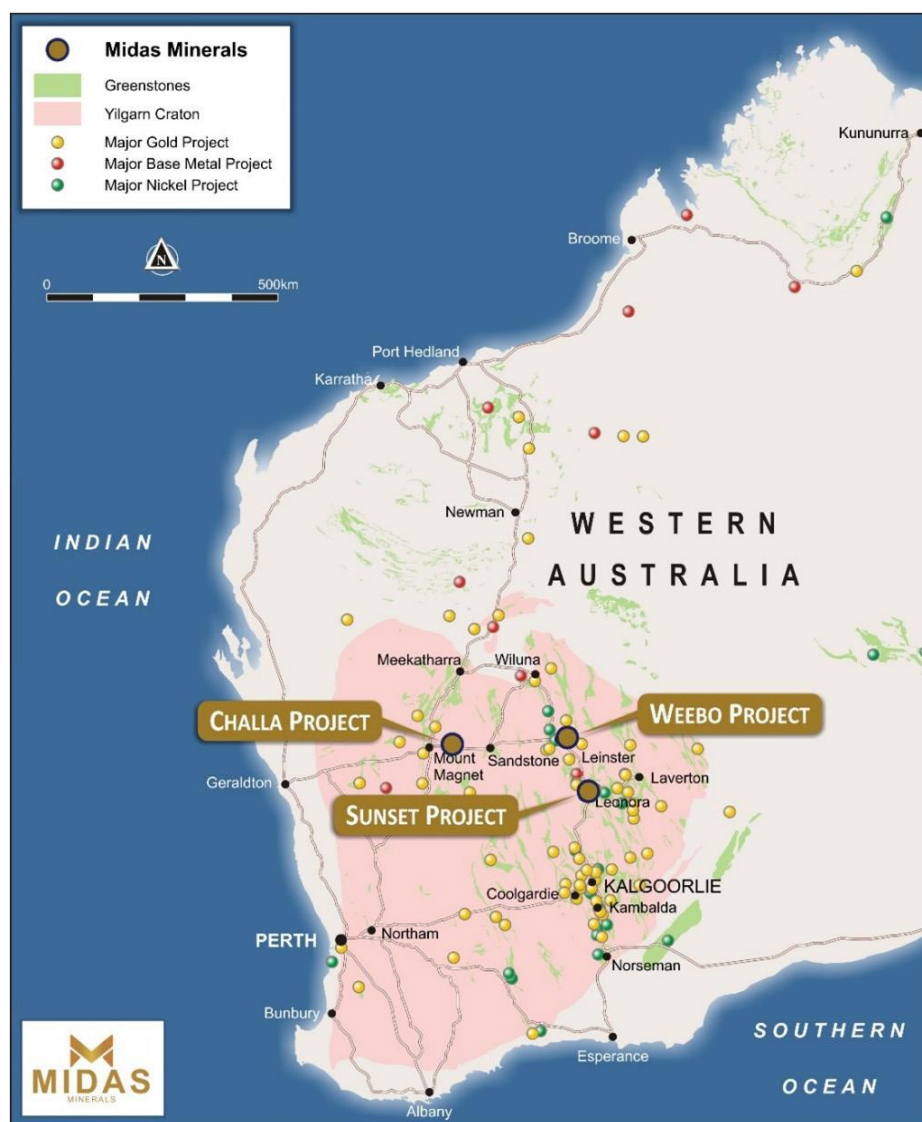 Midas Minerals
Greenstones
Yilgarn Craton
Major Gold Project
Major Base Metal Project
Major Nickel Project
Kununurra
N
Broome
0 500km
Port Hedland
Karratha
Newman
WESTERN
AUSTRALIA
INDIAN
OCEAN
Meekatharra
Wiluna
CHALLA PROJECT
WEEBO PROJECT
Mount
Magnet
Sandstone
Leinster
Laverton
Geraldton
SUNSET PROJECT
Leonora
KALGOORLIE
Coolgardie
Kambalda
PERTH
Northam
Norseman
Bunbury
Esperance
SOUTHERN
OCEAN
Albany
MIDAS
MINERALS